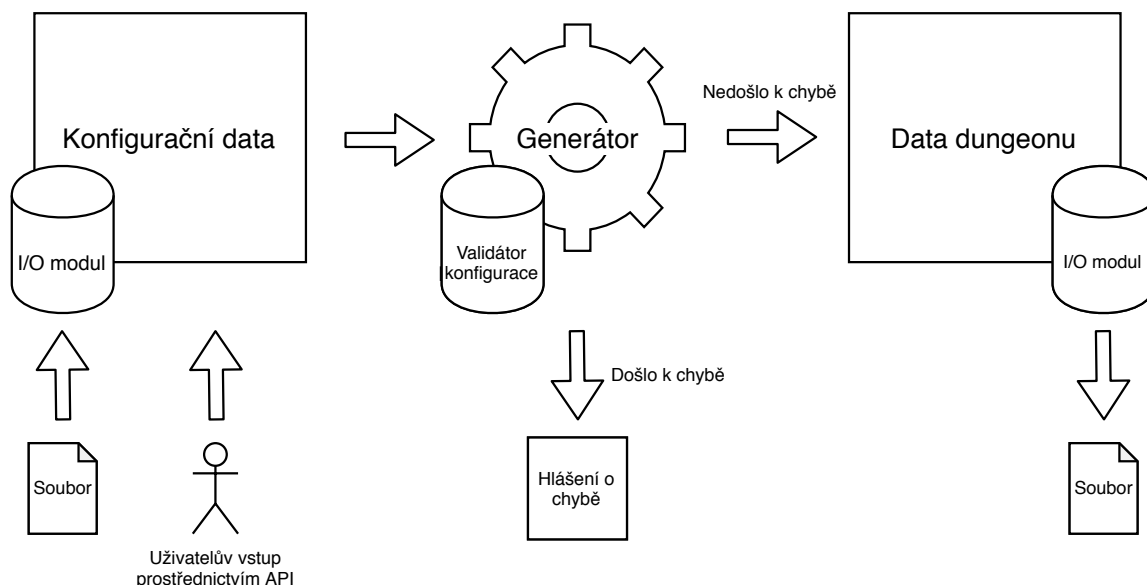 Konfigurační data
I/O modul
Soubor
Uživatelův vstup
prostřednictvím API
Generátor
Validátor
konfigurace
Došlo k chybě
Hlášení o
chybě
Nedošlo k chybě
Data dungeonu
I/O modul
Soubor